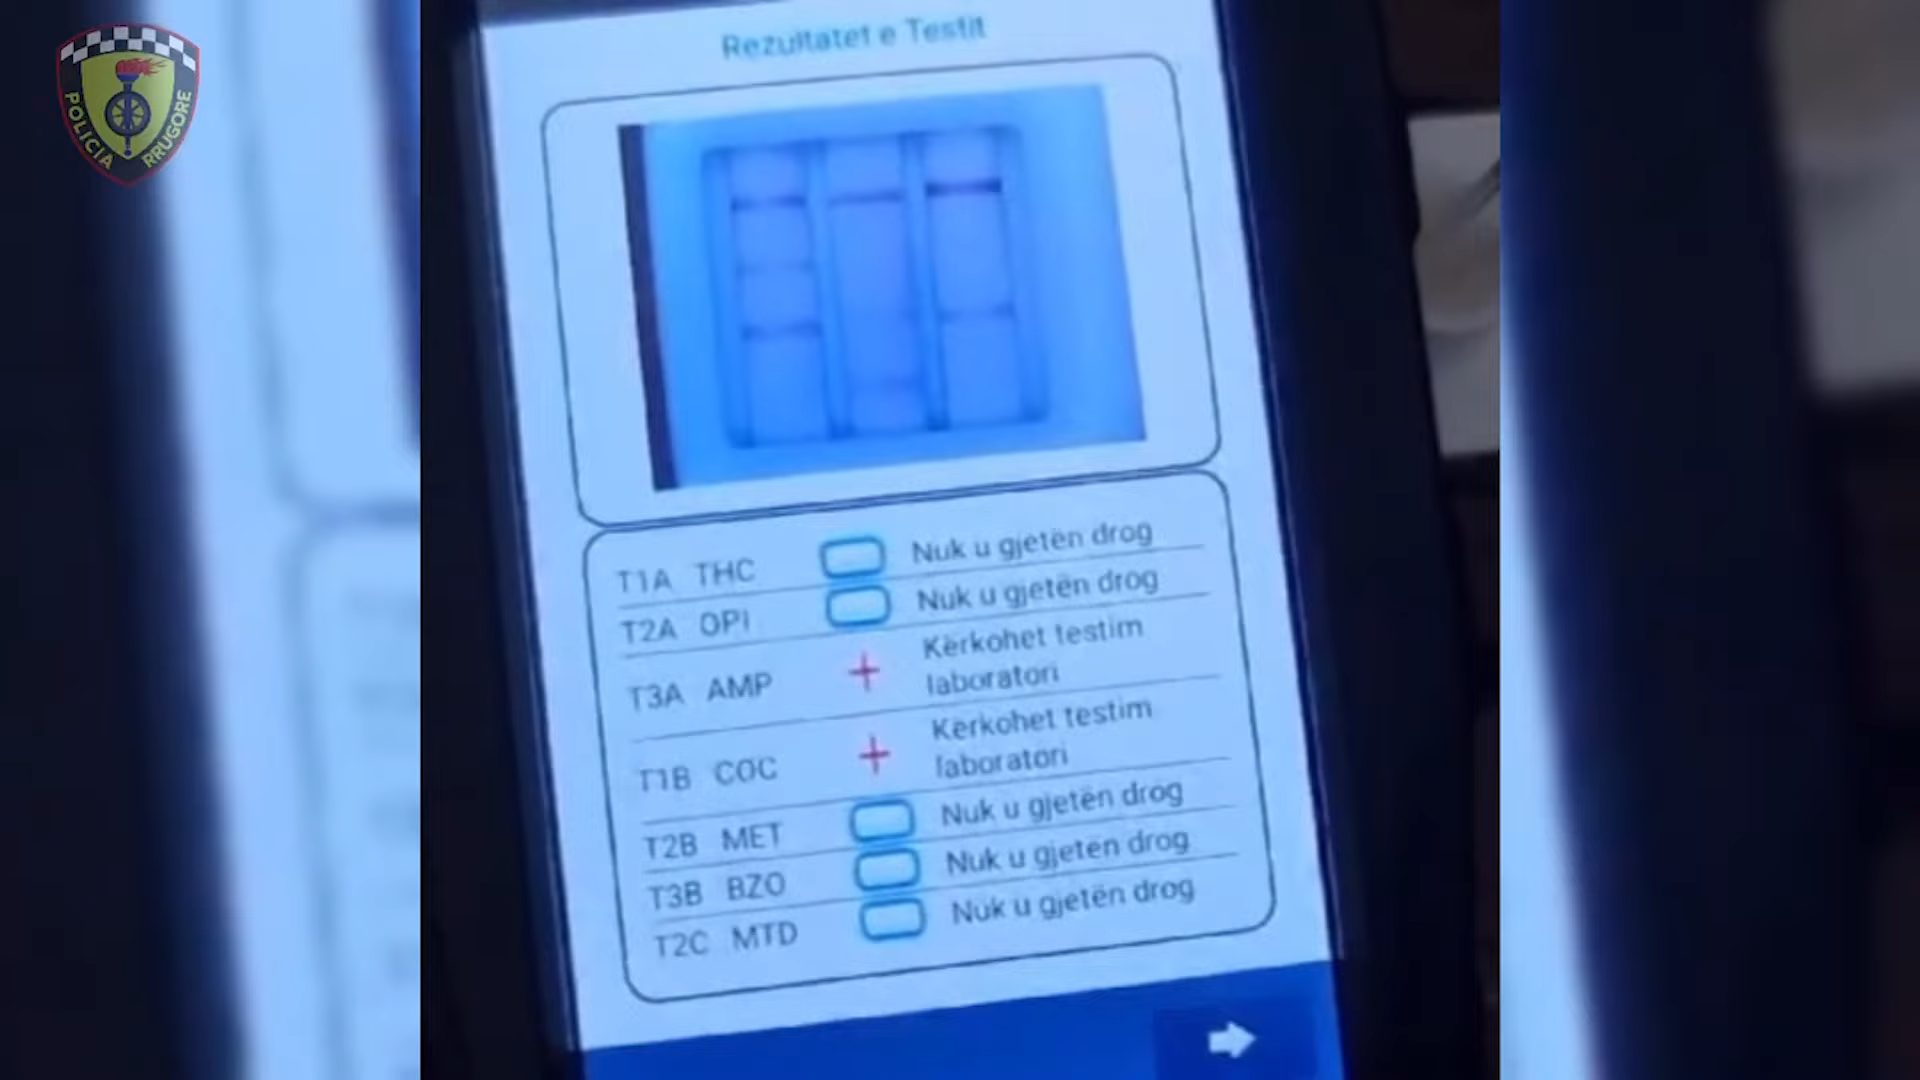 POLICIA RRUGORE
Rezultatet e Testit
T1A THC Nuk u gjetën drog
T2A OPI Nuk u gjetën drog
T3A AMP + Kërkohet testim
laboratori
T1B COC + Kërkohet testim
laboratori
T2B MET Nuk u gjetën drog
T3B BZO Nuk u gjetën drog
T2C MTD Nuk u gjetën drog